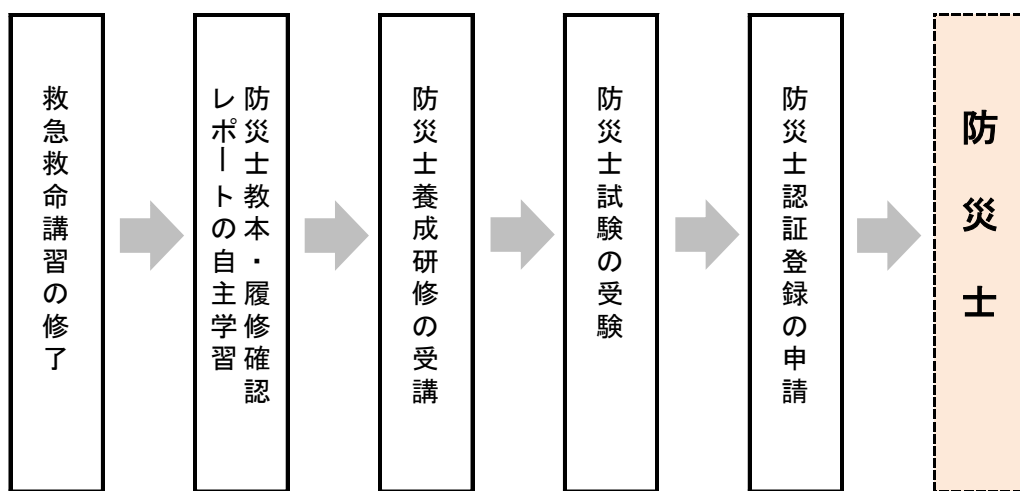 救急救命講習の修了
防災士教本・履修確認
レポートの自主学習
防災士養成研修の受講
防災士試験の受験
防災士認証登録の申請
防災士